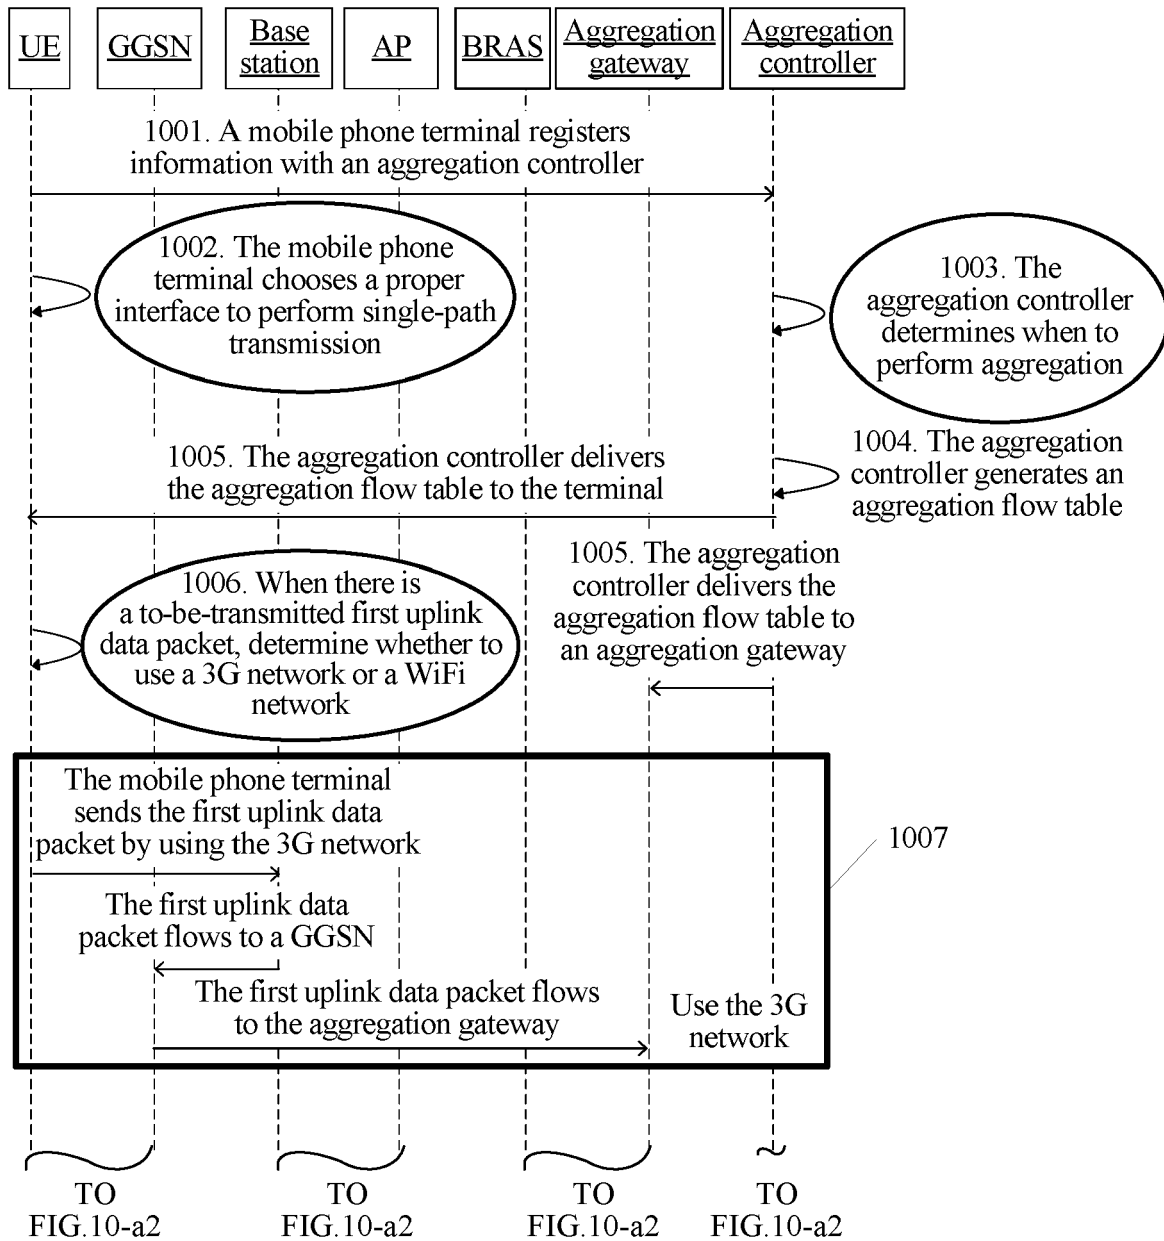 UE
GGSN
Base
station
AP
BRAS
Aggregation
gateway
Aggregation
controller
1001. A mobile phone terminal registers
information with an aggregation controller
1002. The mobile phone
terminal chooses a proper
interface to perform single-path
transmission
1003. The
aggregation controller
determines when to
perform aggregation
1004. The aggregation
controller generates an
aggregation flow table
1005. The aggregation controller delivers
the aggregation flow table to the terminal
1005. The aggregation
controller delivers the
aggregation flow table to
an aggregation gateway
1006. When there is
a to-be-transmitted first uplink
data packet, determine whether to
use a 3G network or a WiFi
network
The mobile phone terminal
sends the first uplink data
packet by using the 3G network
1007
The first uplink data
packet flows to a GGSN
The first uplink data packet flows
to the aggregation gateway
Use the 3G
network
TO
FIG.10-a2
TO
FIG.10-a2
TO
FIG.10-a2
TO
FIG.10-a2